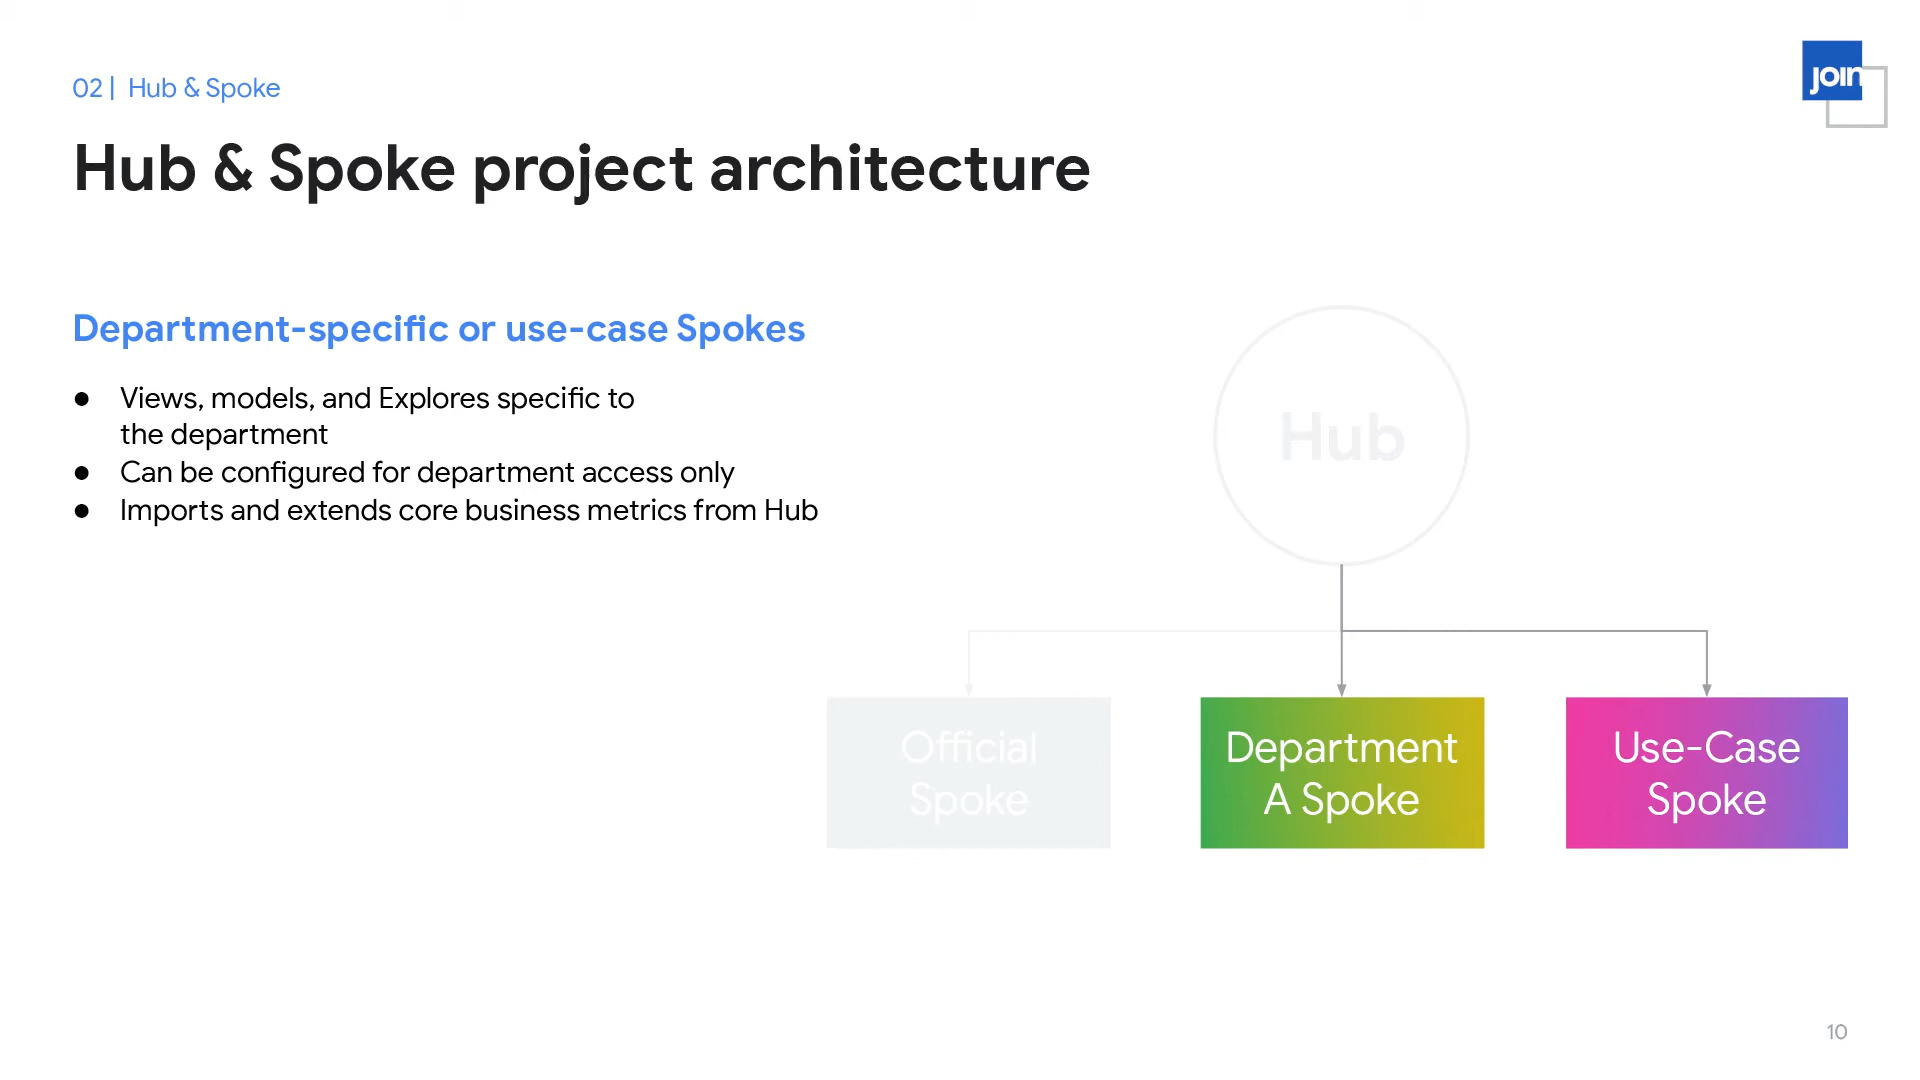 02 | Hub & Spoke
join
Hub & Spoke project architecture
Department-specific or use-case Spokes
● Views, models, and Explores specific to
the department
● Can be configured for department access only
● Imports and extends core business metrics from Hub
Hub
Official
Spoke
Department
A Spoke
Use-Case
Spoke
10